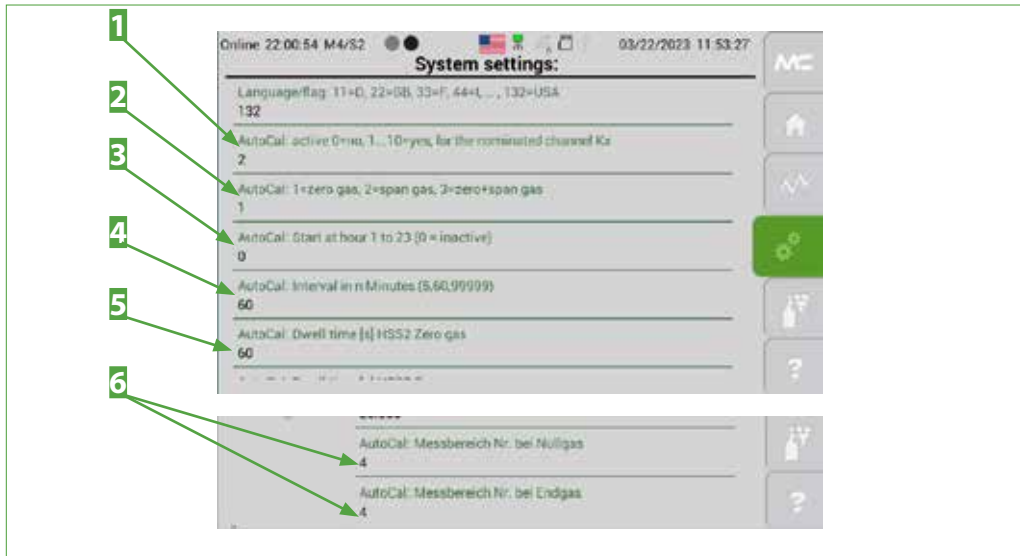 1
Online 22:00:54 M4/S2 03/22/2023 11:53:27
System settings:
MC
Language/flag: 11=D, 22=GB, 33=F, 44=I, ... , 132=USA
132
2
AutoCal: active 0=no, 1...10=yes, for the nominated channel Kx
2
3
AutoCal: 1=zero gas, 2=span gas, 3=zero+span gas
1
4
AutoCal: Start at hour 1 to 23 (0 = inactive)
0
AutoCal: Interval in n Minutes (5,60,99999)
60
5
AutoCal: Dwell time [s] HSS2 Zero gas
60
?
6
AutoCal: Messbereich Nr. bei Nullgas
4
AutoCal: Messbereich Nr. bei Endgas
4
?